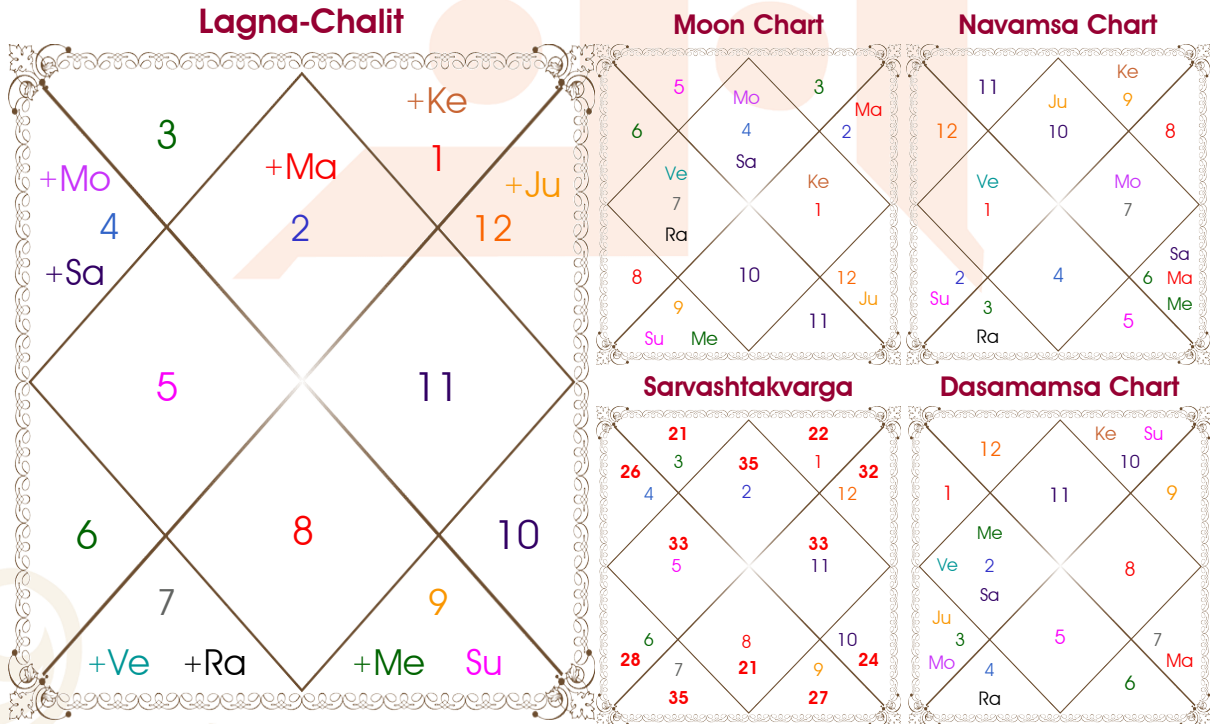 Lagna-Chalit
+Ke
3
1
+Ma
+Mo
+Ju
4
2
12
+Sa
5
11
6
8
10
7
9
+Ve +Ra +Me Su
Moon Chart
5
3
Mo
Ma
6
4
2
Sa
Ve
Ke
7
1
Ra
8
10
12
9
Ju
11
Su Me
Navamsa Chart
Ke
11
Ju
9
12
10
8
Ve
Mo
1
7
Sa
2
4
6
Ma
Su
3
Me
5
Ra
Sarvashtakvarga
21
22
3
35
1
26
32
4
2
12
33
33
5
11
6
8
10
28
7
21
9
24
35
27
Dasamamsa Chart
Ke Su
12
10
1
11
9
Me
Ve
2
8
Sa
Ju
3
5
7
Mo
4
Ma
6
Ra